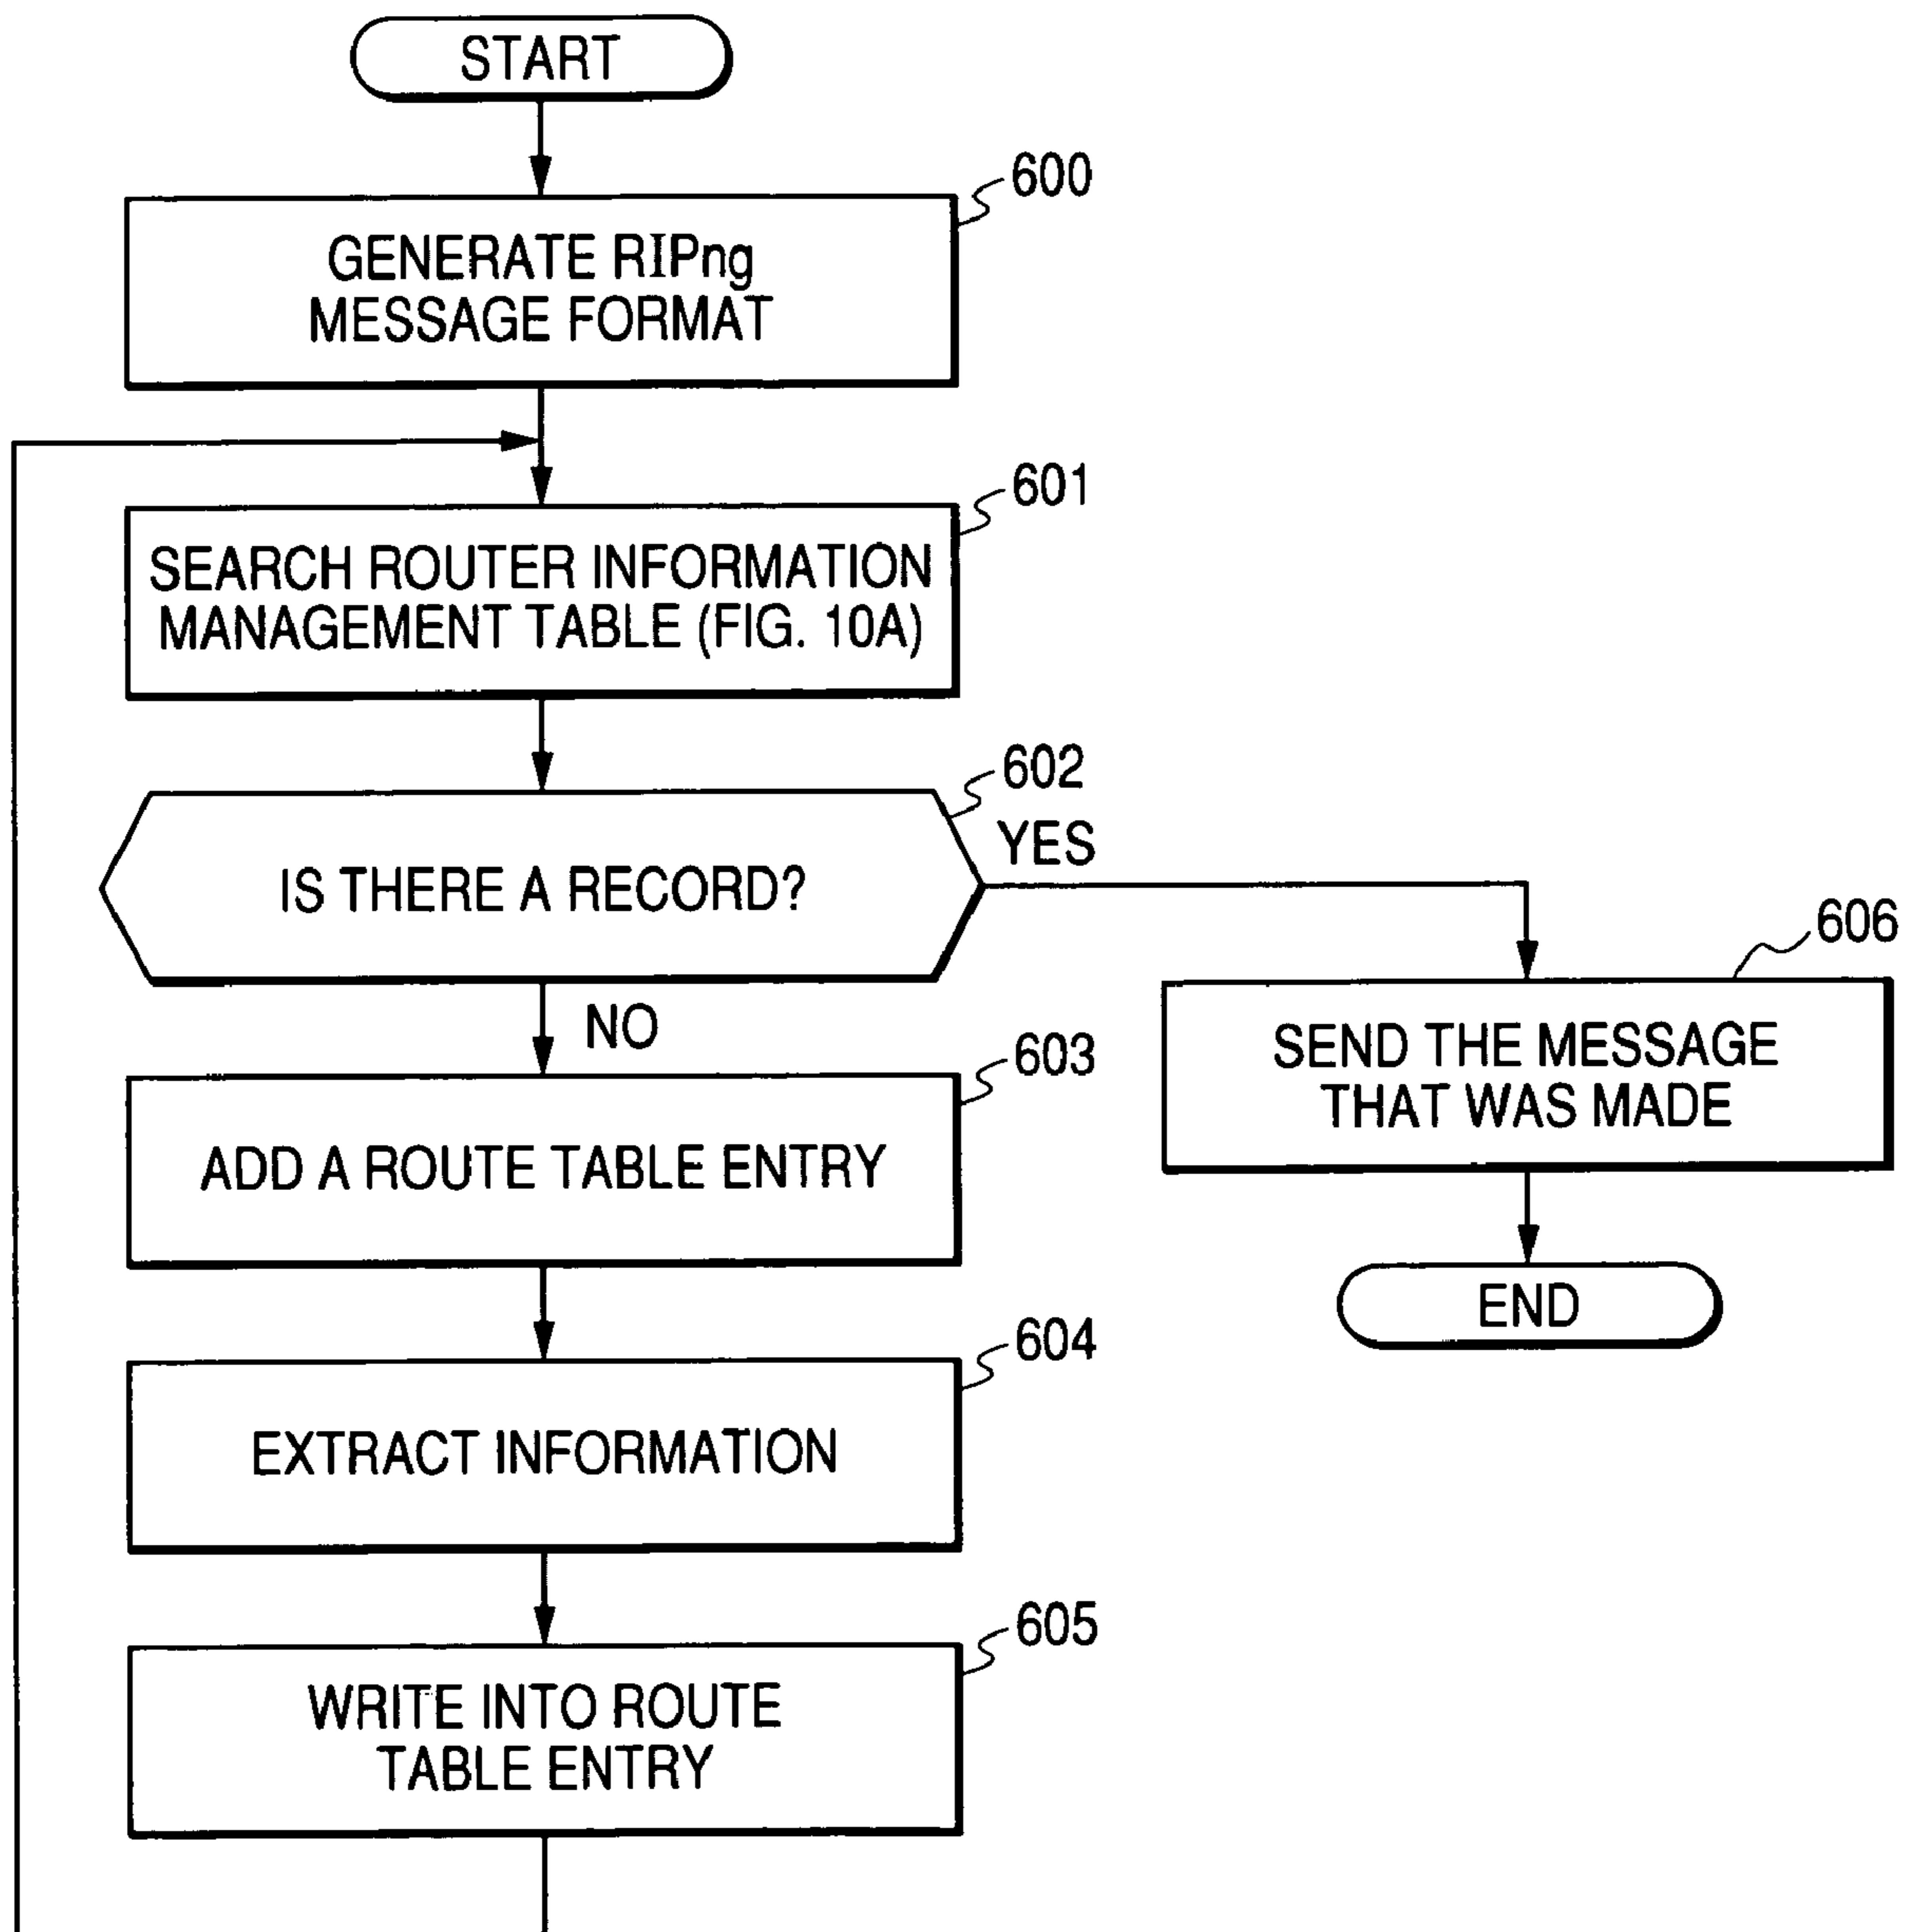 START
600
GENERATE RIPng
MESSAGE FORMAT
601
SEARCH ROUTER INFORMATION
MANAGEMENT TABLE (FIG. 10A)
602
YES
IS THERE A RECORD?
606
NO
SEND THE MESSAGE
THAT WAS MADE
603
ADD A ROUTE TABLE ENTRY
END
604
EXTRACT INFORMATION
605
WRITE INTO ROUTE
TABLE ENTRY